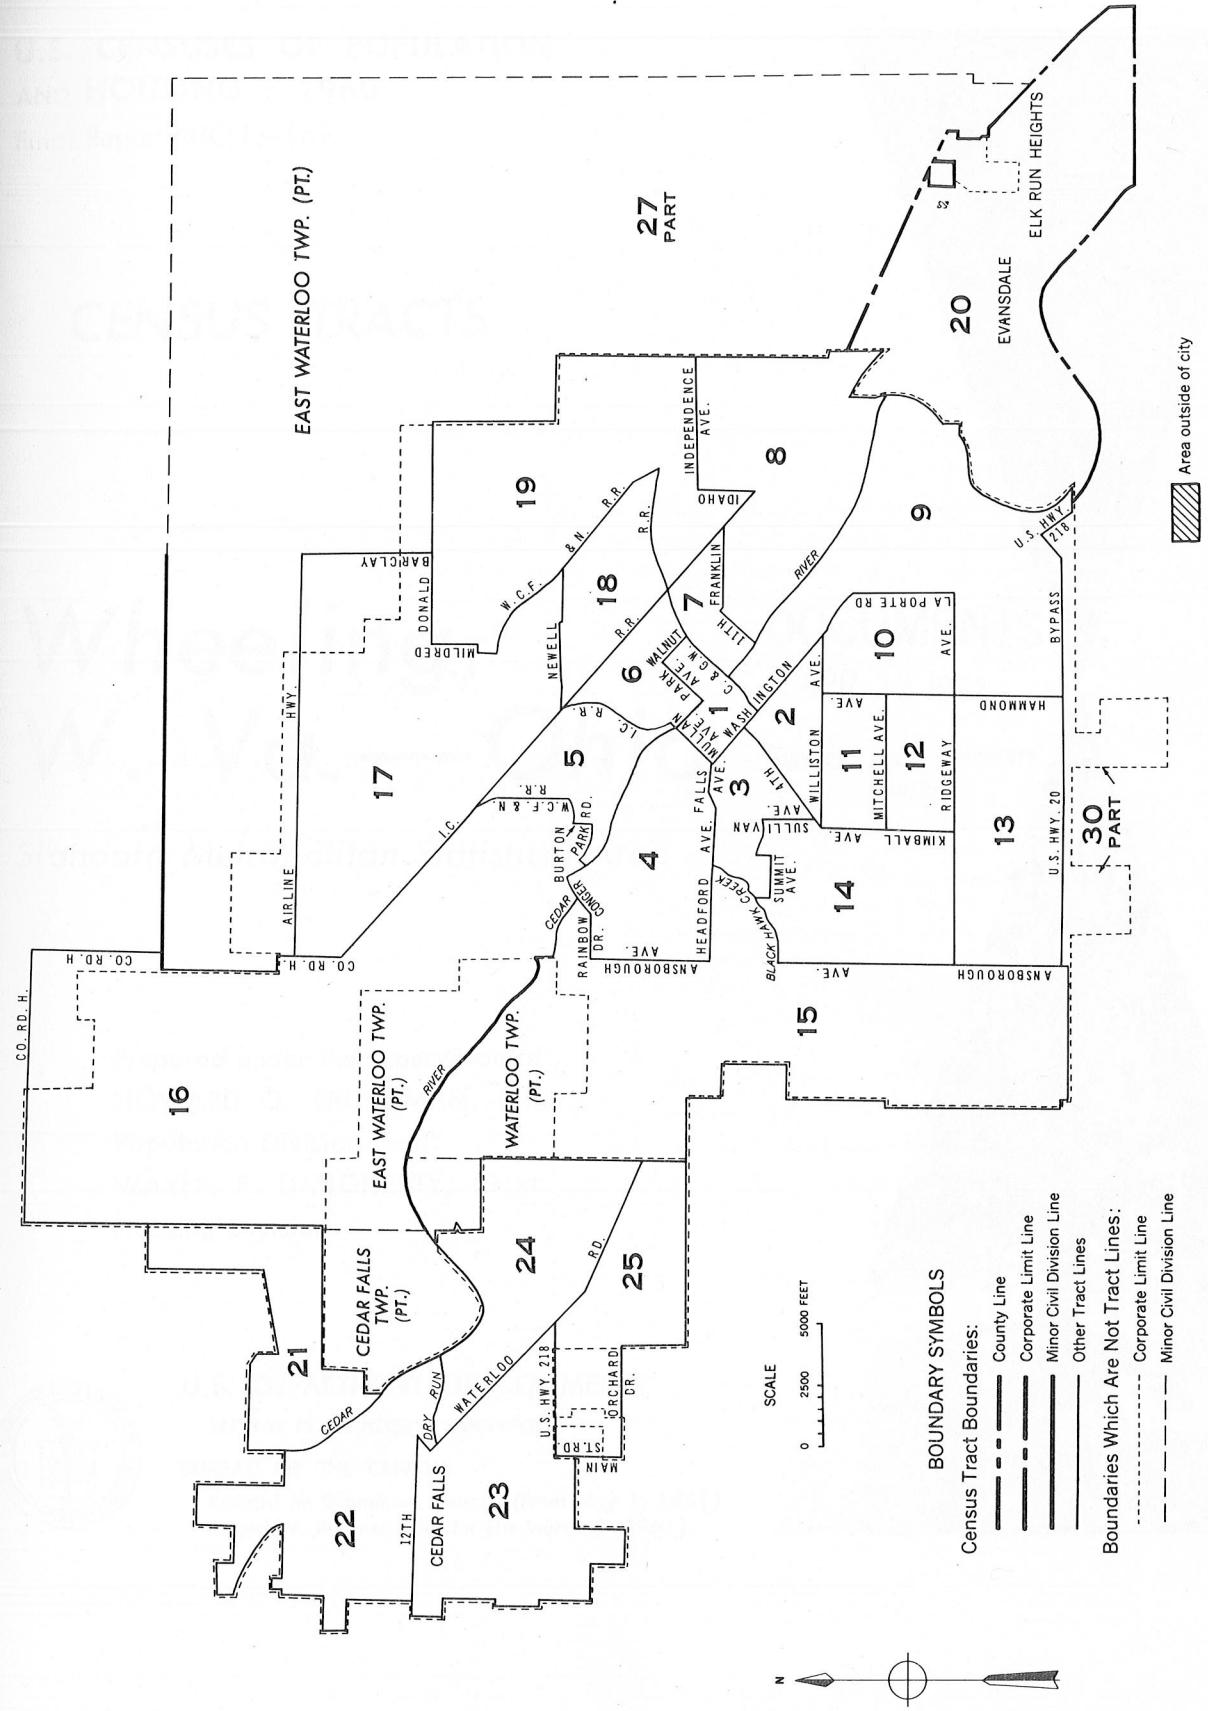 EAST WATERLOO TWP. (PT.)
27
PART
ELK RUN HEIGHTS
SS
20
EVANSDALE
INDEPENDENCE
AVE.
8
IDAHO
19
W.C.F. & N. R.R.
R.R.
9
U.S. HWY.
218
RIVER
BARCLAY
DONALD
MILDRED
NEWELL
18
R.R.
7
FRANKLIN
11TH
LA PORTE RD
10
AVE.
BYPASS
HWY.
17
6
WALNUT
PARK
AVE.
C. & G.W.
1
MULLAN
AVE.
WASHINGTON
2
AVE.
WILLISTON
AVE.
11
MITCHELL AVE.
12
RIDGEWAY
HAMMOND
I.C.
R.R.
5
W.C.F. & N.
R.R.
3
4TH
AVE.
I.C.
BURTON
PARK
RD.
FALLS
AVE.
HEADFORD AVE.
SULLIVAN
SUMMIT
AVE.
KIMBALL
AVE.
13
U.S. HWY. 20
30
PART
AIRLINE
CO. RD. H
CO. RD. H
CO. RD. H.
CEDAR
CONGER
RAINBOW
DR.
4
ANSBOROUGH
AVE.
BLACK HAWK CREEK
14
ANSBOROUGH
AVE.
15
16
EAST WATERLOO TWP.
(PT.)
RIVER
WATERLOO TWP.
(PT.)
CEDAR FALLS
TWP.
(PT.)
24
RD.
25
21
CEDAR
DRY RUN
WATERLOO
U.S. HWY. 218
ORCHARD
DR.
MAIN
ST. RD.
22
12TH
CEDAR FALLS
23
Area outside of city
SCALE
0 2500 5000 FEET
BOUNDARY SYMBOLS
Census Tract Boundaries:
County Line
Corporate Limit Line
Minor Civil Division Line
Other Tract Lines
Boundaries Which Are Not Tract Lines:
Corporate Limit Line
Minor Civil Division Line
N